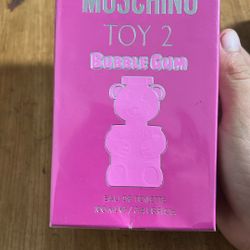 MOSCHINO
TOY 2
BUBBLE GUM
EAU DE TOILETTE